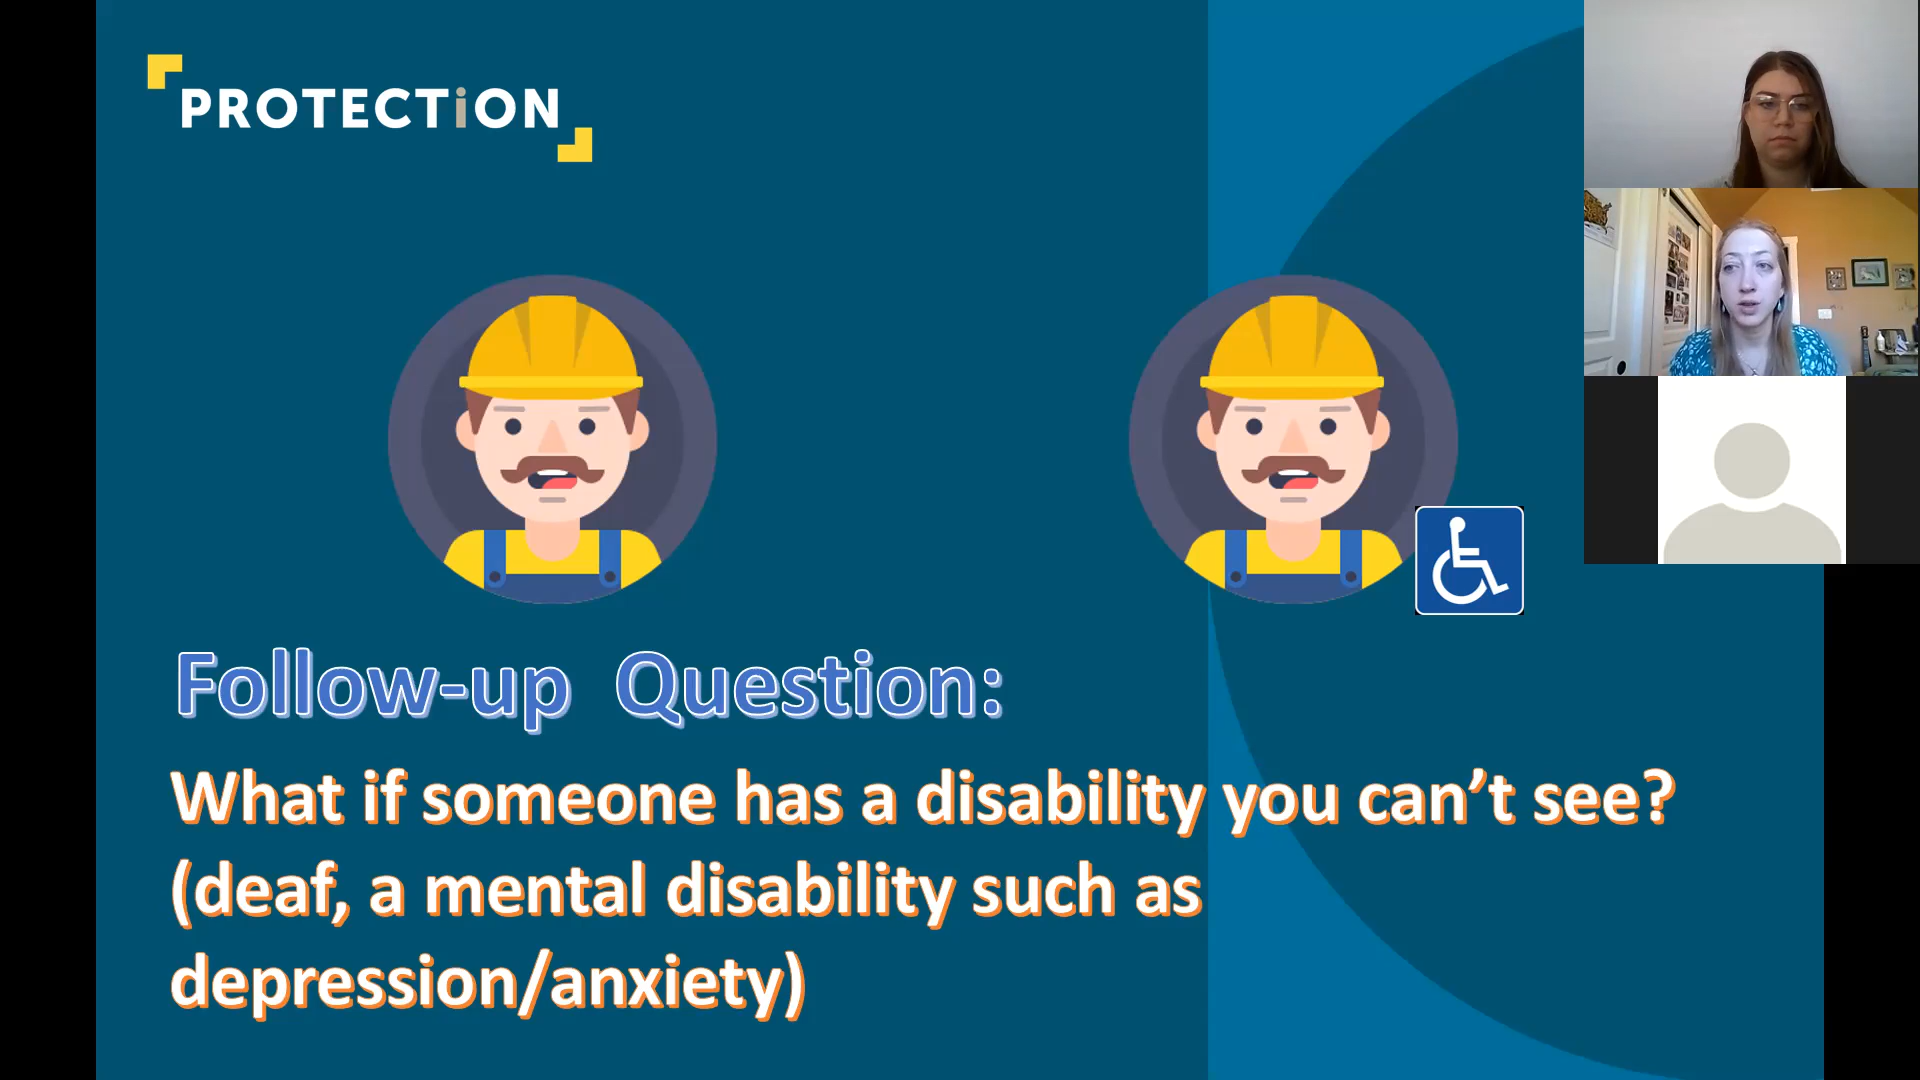 PROTECTiON
Follow-up Question:
What if someone has a disability you can’t see?
(deaf, a mental disability such as
depression/anxiety)